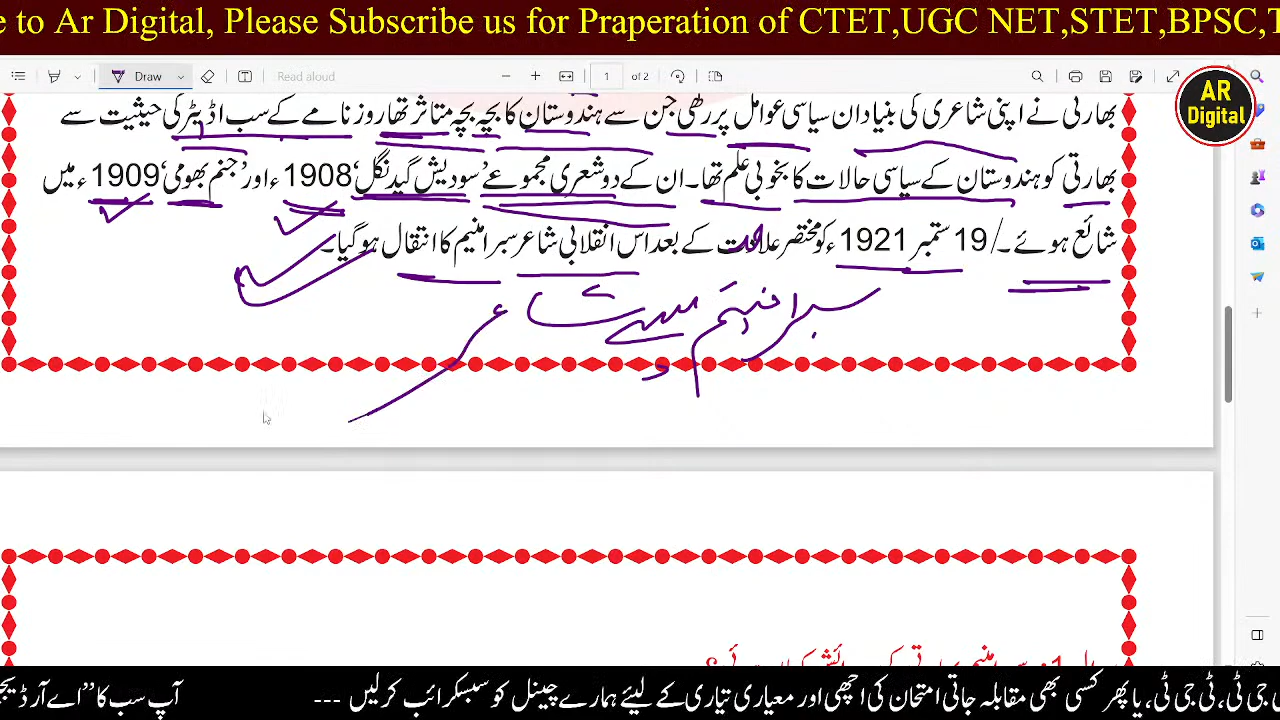 e to Ar Digital, Please Subscribe us for Praperation of CTET,UGC NET,STET,BPSC,T
Draw
Read aloud
1 of 2
AR Digital
بھارتی نے اپنی شاعری کی بنیاد ان سیاسی عوامل پر رکھی جن سے ہندوستان کا بچہ بچہ متاثر تھا روز نامے کے سب اڈیٹر کی حیثیت سے
بھارتی کو ہندوستان کے سیاسی حالات کا بخوبی علم تھا۔ ان کے دو شعری مجموعے ’سودیش گیدنگل‘ 1908ء اور ’جنم بھومی‘ 1909ء میں
شائع ہوئے۔/ 19 ستمبر 1921ء کو مختصر علالت کے بعد اس انقلابی شاعر سبرامنیم کا انتقال ہو گیا۔
شاعر
جی ٹی، ٹی جی ٹی، یا پھر کسی بھی مقابلہ جاتی امتحان کی اچھی اور معیاری تیاری کے لیئے ہمارے چینل کو سبسکرائب کر لیں ---
آپ سب کا ’’اے آر ڈیج